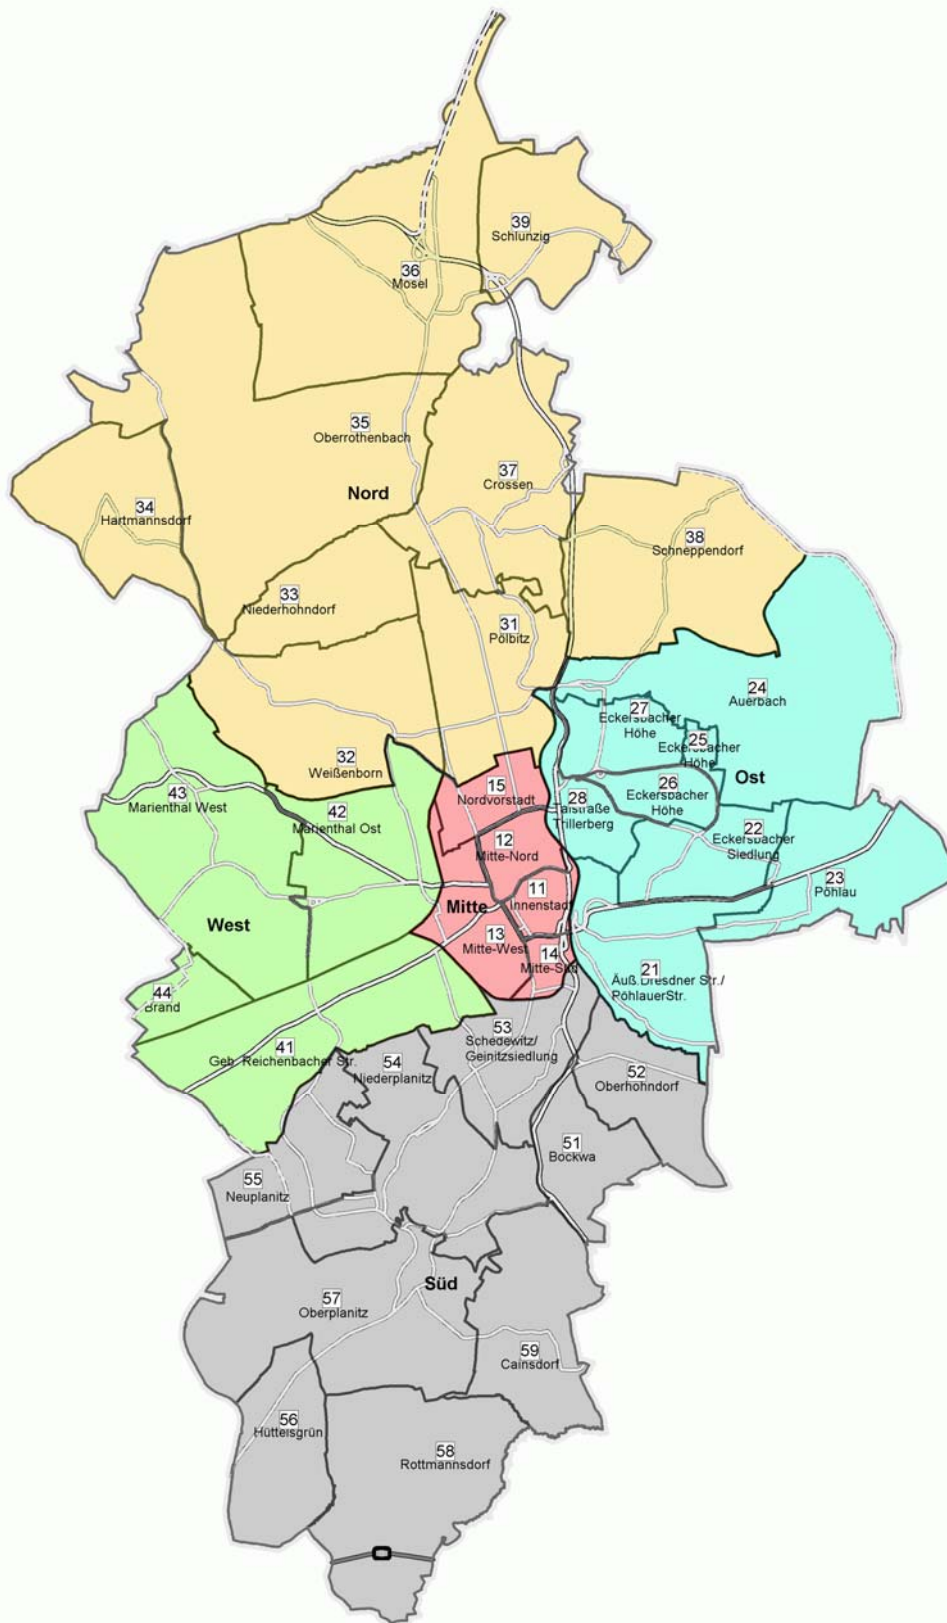 39
Schlunzig
36
Mosel
35
Oberrothenbach
37
Crossen
Nord
34
Hartmannsdorf
38
Schneppendorf
33
Niederhohndorf
31
Pölbitz
24
Auerbach
27
Eckersbacher
Höhe
25
Eckersbacher
Höhe
Ost
32
Weißenborn
15
Nordvorstadt
26
Eckersbacher
Höhe
43
Marienthal West
42
Marienthal Ost
28
Talstraße
Trillerberg
12
Mitte-Nord
22
Eckersbacher
Siedlung
23
Pöhlau
11
Innenstadt
Mitte
West
13
Mitte-West
14
Mitte-Süd
21
Äuß.Dresdner Str./
PöhlauerStr.
44
Brand
41
Geb. Reichenbacher Str.
53
Schedewitz/
Geinitzsiedlung
54
Niederplanitz
52
Oberhohndorf
51
Bockwa
55
Neuplanitz
Süd
57
Oberplanitz
59
Cainsdorf
56
Hüttelsgrün
58
Rottmannsdorf